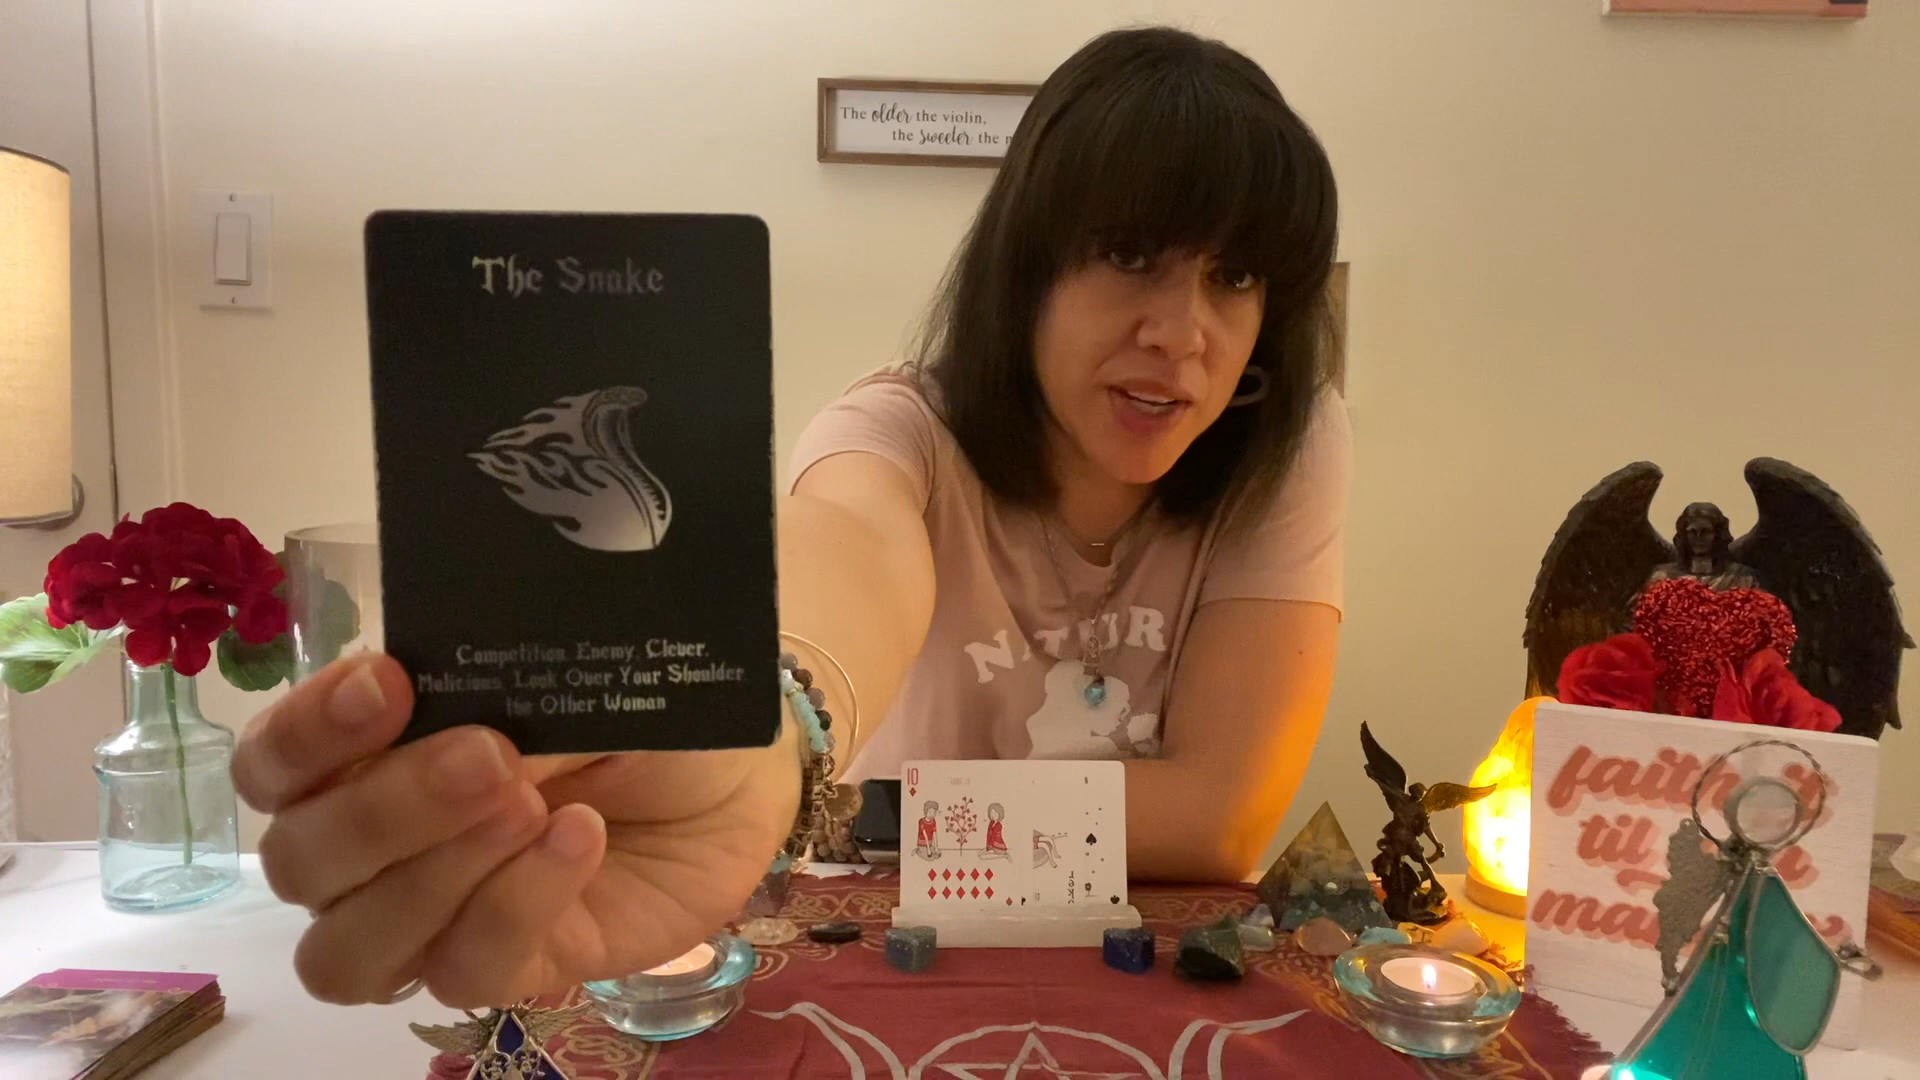 The older the violin,
the sweeter the
The Snake
Competition, Enemy, Clever,
Malicious, Look Over Your Shoulder,
the Other Woman
NATUR
10
faith it
til